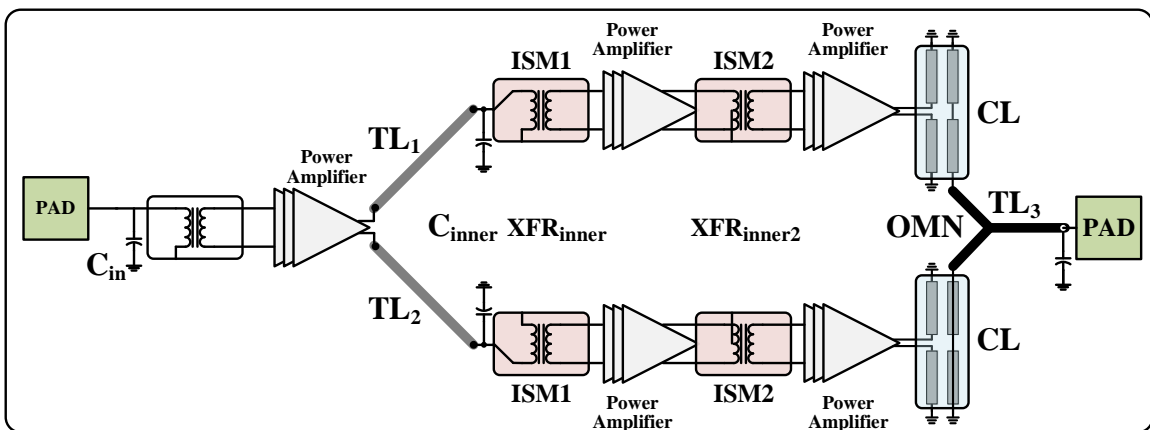 Power
Amplifier
Power
Amplifier
ISM1
ISM2
CL
TL1
Power
Amplifier
PAD
Cin
Cinner
XFRinner
XFRinner2
OMN
TL3
PAD
TL2
CL
ISM1
ISM2
Power
Amplifier
Power
Amplifier